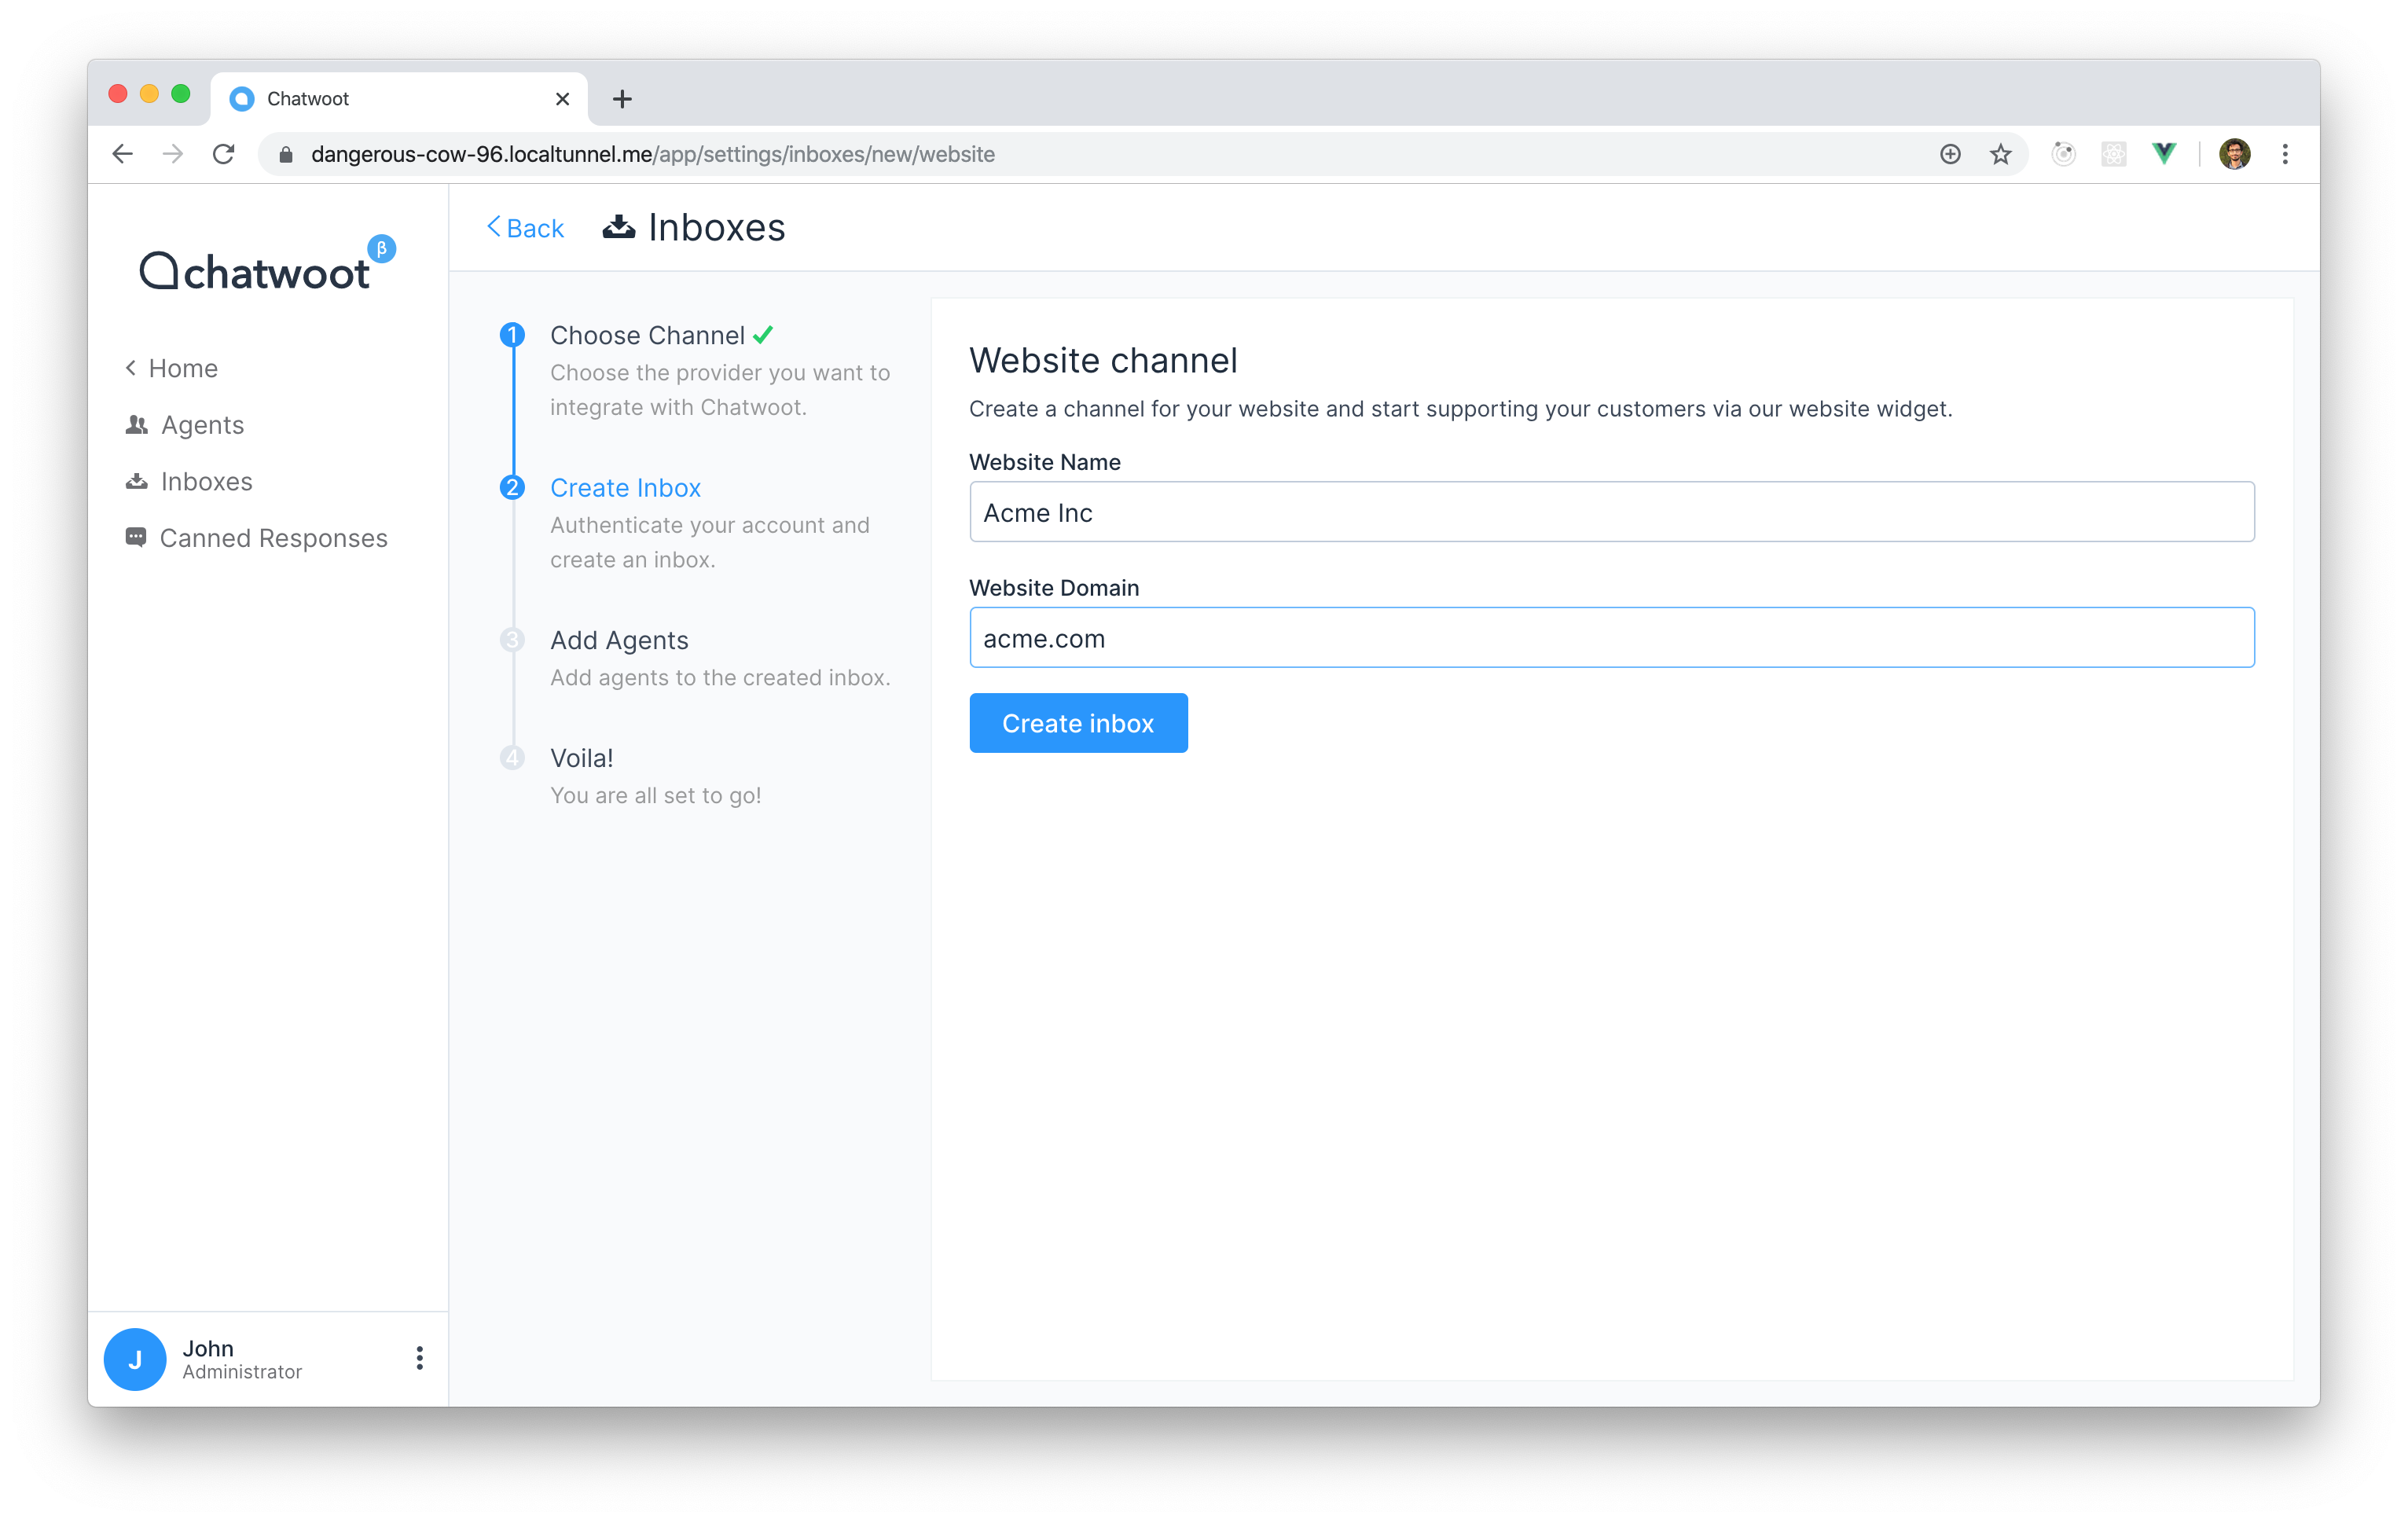 Chatwoot
dangerous-cow-96.localtunnel.me/app/settings/inboxes/new/website
chatwoot β
Home
Agents
Inboxes
Canned Responses
J
John
Administrator
Back
Inboxes
1 Choose Channel
Choose the provider you want to
integrate with Chatwoot.
2 Create Inbox
Authenticate your account and
create an inbox.
3 Add Agents
Add agents to the created inbox.
4 Voila!
You are all set to go!
Website channel
Create a channel for your website and start supporting your customers via our website widget.
Website Name
Acme Inc
Website Domain
acme.com
Create inbox